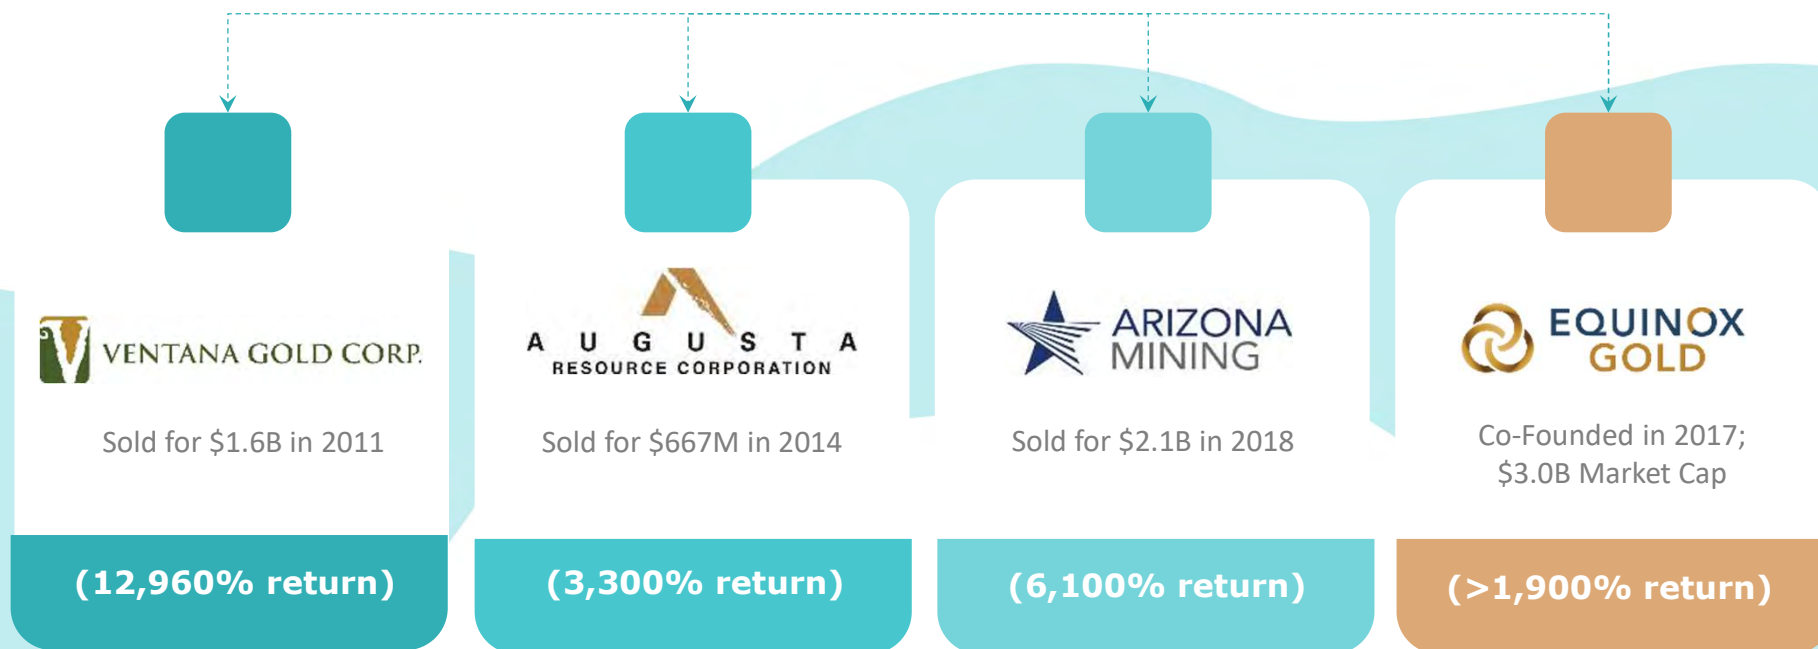 VENTANA GOLD CORP.
Sold for $1.6B in 2011
(12,960% return)
AUGUSTA
RESOURCE CORPORATION
Sold for $667M in 2014
(3,300% return)
ARIZONA
MINING
Sold for $2.1B in 2018
(6,100% return)
EQUINOX
GOLD
Co-Founded in 2017;
$3.0B Market Cap
(>1,900% return)